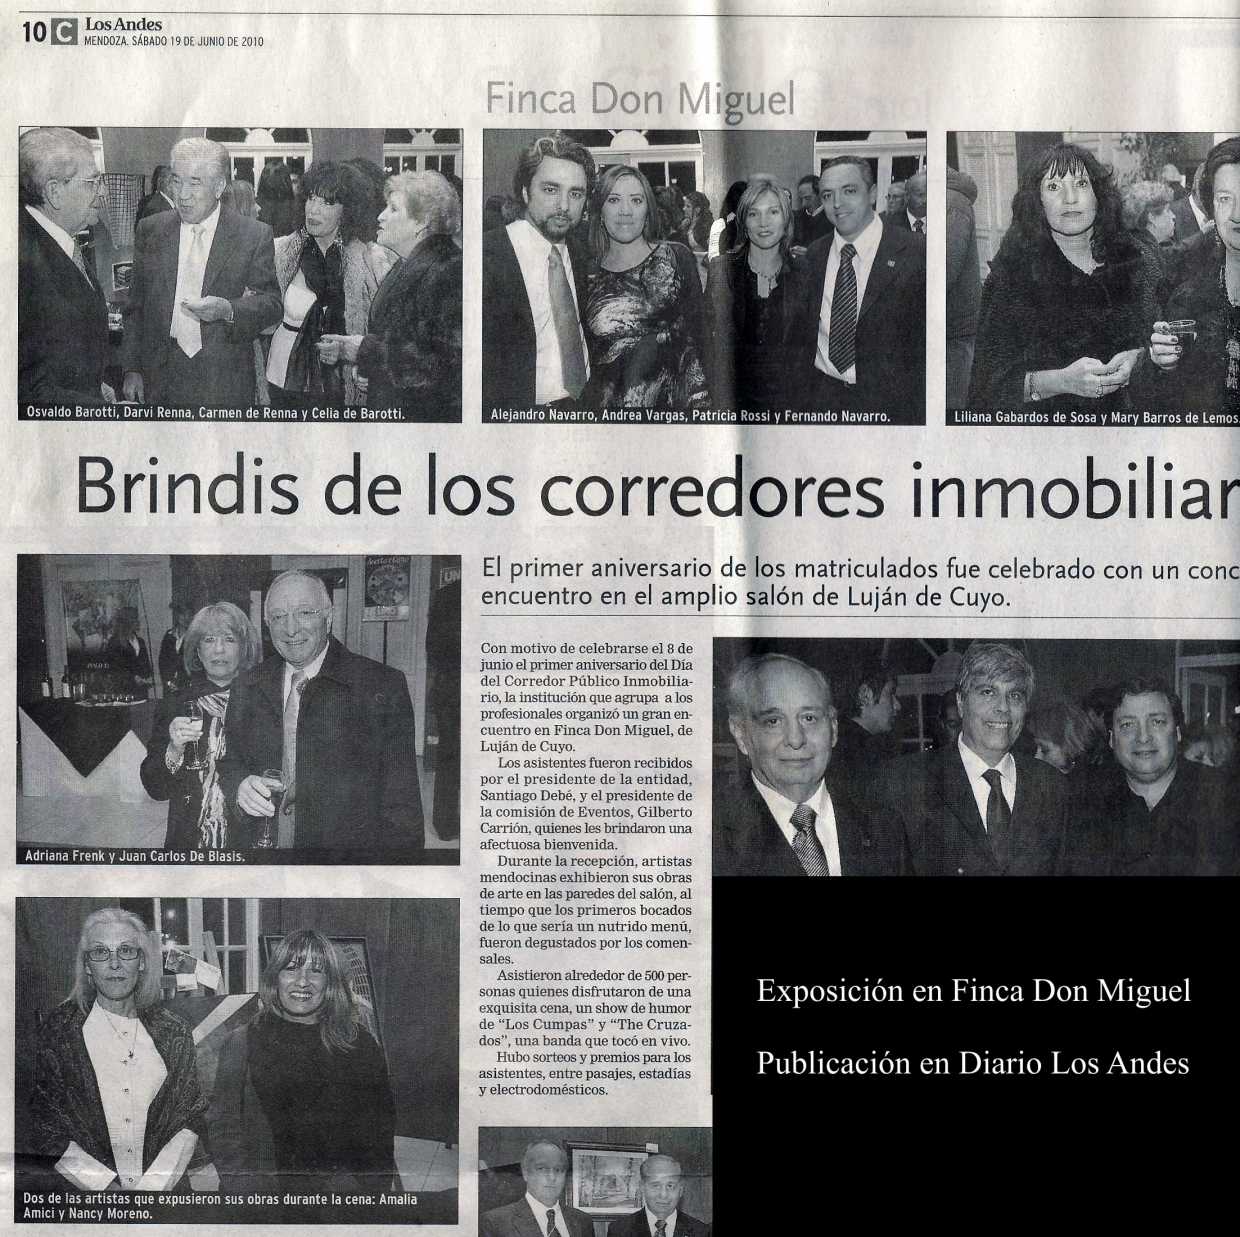 10 C Los Andes
MENDOZA. SÁBADO 19 DE JUNIO DE 2010
Finca Don Miguel
Osvaldo Barotti, Darvi Renna, Carmen de Renna y Celia de Barotti.
Alejandro Navarro, Andrea Vargas, Patricia Rossi y Fernando Navarro.
Liliana Gabardos de Sosa y Mary Barros de Lemos.
Brindis de los corredores inmobiliar
El primer aniversario de los matriculados fue celebrado con un conc
encuentro en el amplio salón de Luján de Cuyo.
Adriana Frenk y Juan Carlos De Blasis.
Dos de las artistas que expusieron sus obras durante la cena: Amalia
Amici y Nancy Moreno.
Con motivo de celebrarse el 8 de
junio el primer aniversario del Día
del Corredor Público Inmobilia-
rio, la institución que agrupa a los
profesionales organizó un gran en-
cuentro en Finca Don Miguel, de
Luján de Cuyo.
Los asistentes fueron recibidos
por el presidente de la entidad,
Santiago Debé, y el presidente de
la comisión de Eventos, Gilberto
Carrión, quienes les brindaron una
afectuosa bienvenida.
Durante la recepción, artistas
mendocinas exhibieron sus obras
de arte en las paredes del salón, al
tiempo que los primeros bocados
de lo que sería un nutrido menú,
fueron degustados por los comen-
sales.
Asistieron alrededor de 500 per-
sonas quienes disfrutaron de una
exquisita cena, un show de humor
de “Los Cumpas” y “The Cruza-
dos”, una banda que tocó en vivo.
Hubo sorteos y premios para los
asistentes, entre pasajes, estadías
y electrodomésticos.
Exposición en Finca Don Miguel
Publicación en Diario Los Andes